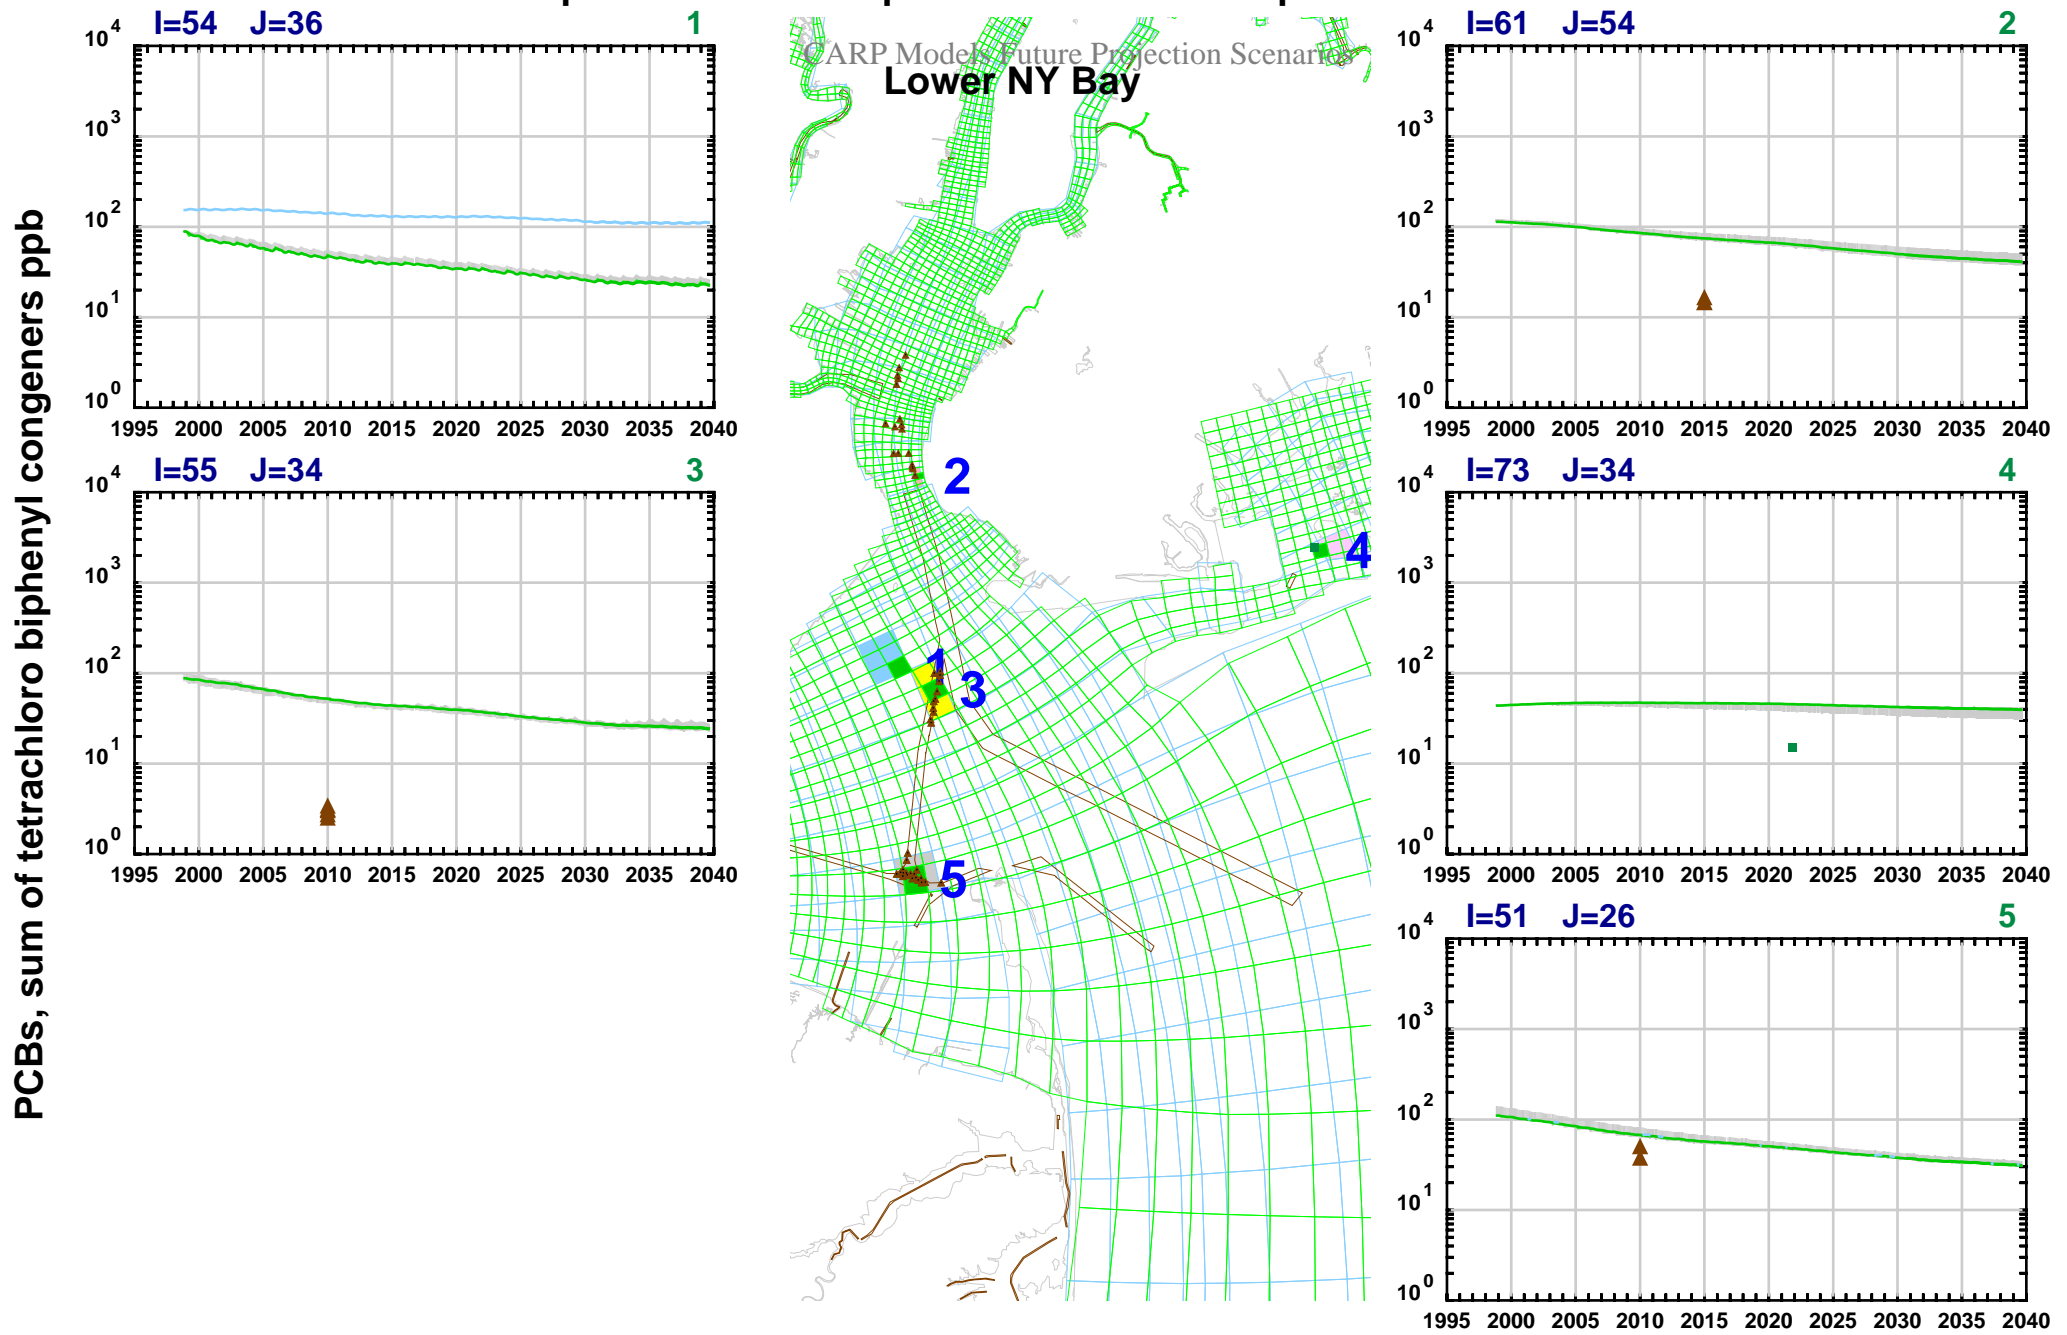 I=54 J=36 1
10^4
10^3
10^2
10^1
10^0
1995 2000 2005 2010 2015 2020 2025 2030 2035 2040
I=55 J=34 3
10^4
10^3
10^2
10^1
10^0
1995 2000 2005 2010 2015 2020 2025 2030 2035 2040
PCBs, sum of tetrachloro biphenyl congeners ppb
CARP Models Future Projection Scenarios
Lower NY Bay
2
4
1
3
5
I=61 J=54 2
10^4
10^3
10^2
10^1
10^0
1995 2000 2005 2010 2015 2020 2025 2030 2035 2040
I=73 J=34 4
10^4
10^3
10^2
10^1
10^0
1995 2000 2005 2010 2015 2020 2025 2030 2035 2040
I=51 J=26 5
10^4
10^3
10^2
10^1
10^0
1995 2000 2005 2010 2015 2020 2025 2030 2035 2040